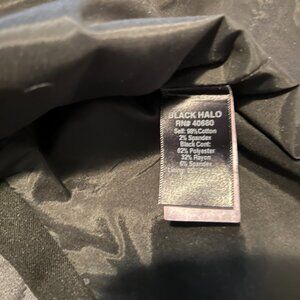 BLACK HALO
RN# 40680
Self: 98%Cotton
2% Spandex
Black Cont:
62% Polyester
32% Rayon
6% Spandex